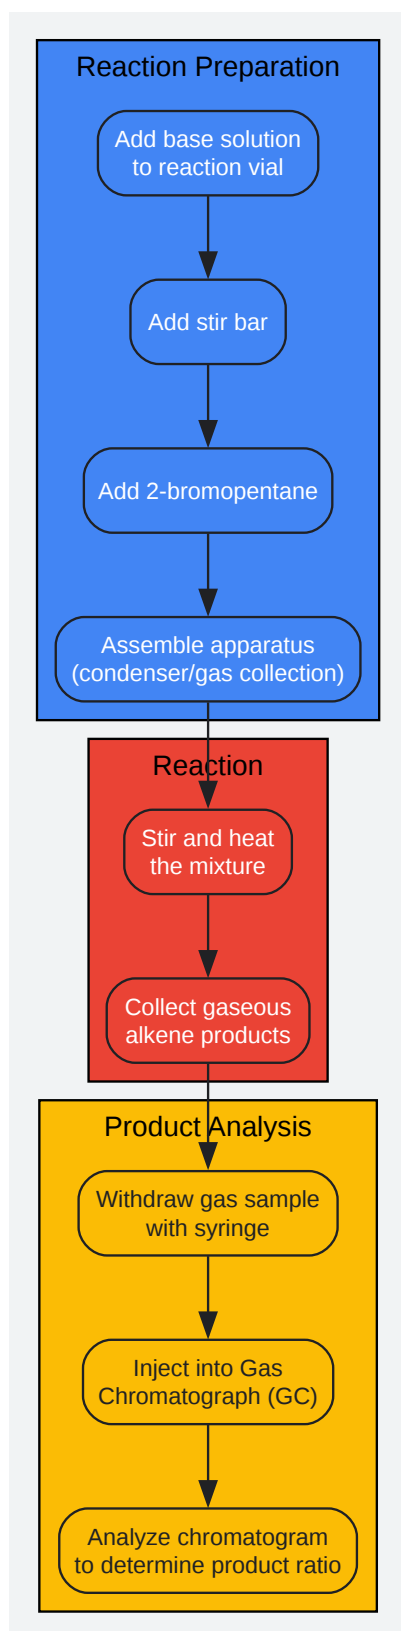 Reaction Preparation
Add base solution
to reaction vial
Add stir bar
Add 2-bromopentane
Assemble apparatus
(condenser/gas collection)
Reaction
Stir and heat
the mixture
Collect gaseous
alkene products
Product Analysis
Withdraw gas sample
with syringe
Inject into Gas
Chromatograph (GC)
Analyze chromatogram
to determine product ratio